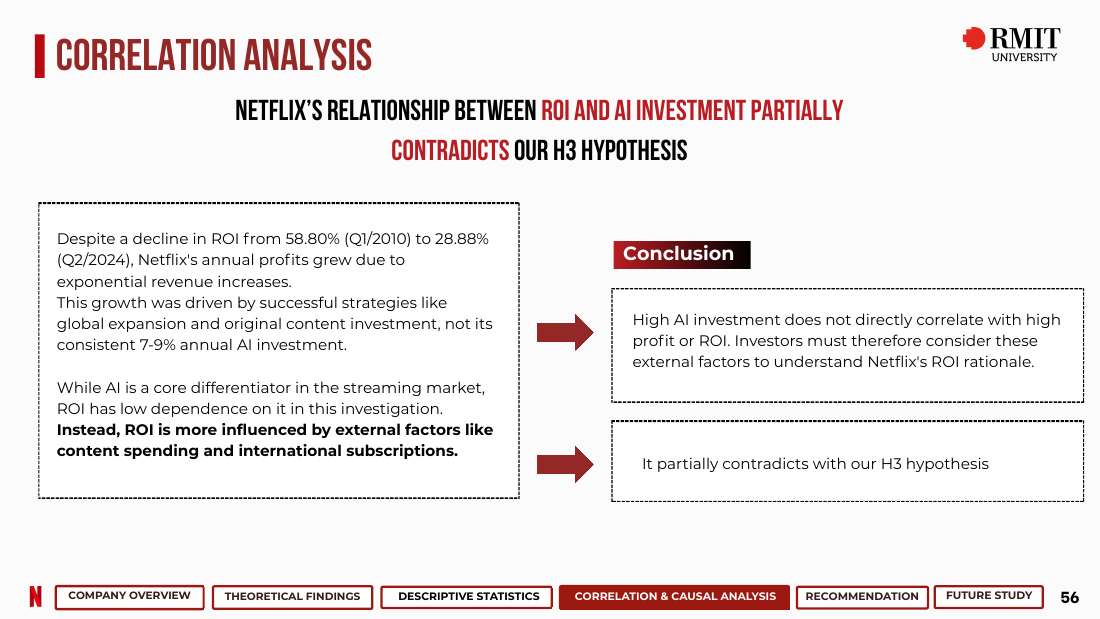 CORRELATION ANALYSIS
RMIT
UNIVERSITY
NETFLIX'S RELATIONSHIP BETWEEN ROI AND AI INVESTMENT PARTIALLY
CONTRADICTS OUR H3 HYPOTHESIS
Despite a decline in ROI from 58.80% (Q1/2010) to 28.88%
(Q2/2024), Netflix's annual profits grew due to
exponential revenue increases.
This growth was driven by successful strategies like
global expansion and original content investment, not its
consistent 7-9% annual AI investment.
While AI is a core differentiator in the streaming market,
ROI has low dependence on it in this investigation.
Instead, ROI is more influenced by external factors like
content spending and international subscriptions.
Conclusion
High AI investment does not directly correlate with high
profit or ROI. Investors must therefore consider these
external factors to understand Netflix's ROI rationale.
It partially contradicts with our H3 hypothesis
N
COMPANY OVERVIEW
THEORETICAL FINDINGS
DESCRIPTIVE STATISTICS
CORRELATION & CAUSAL ANALYSIS
RECOMMENDATION
FUTURE STUDY
56